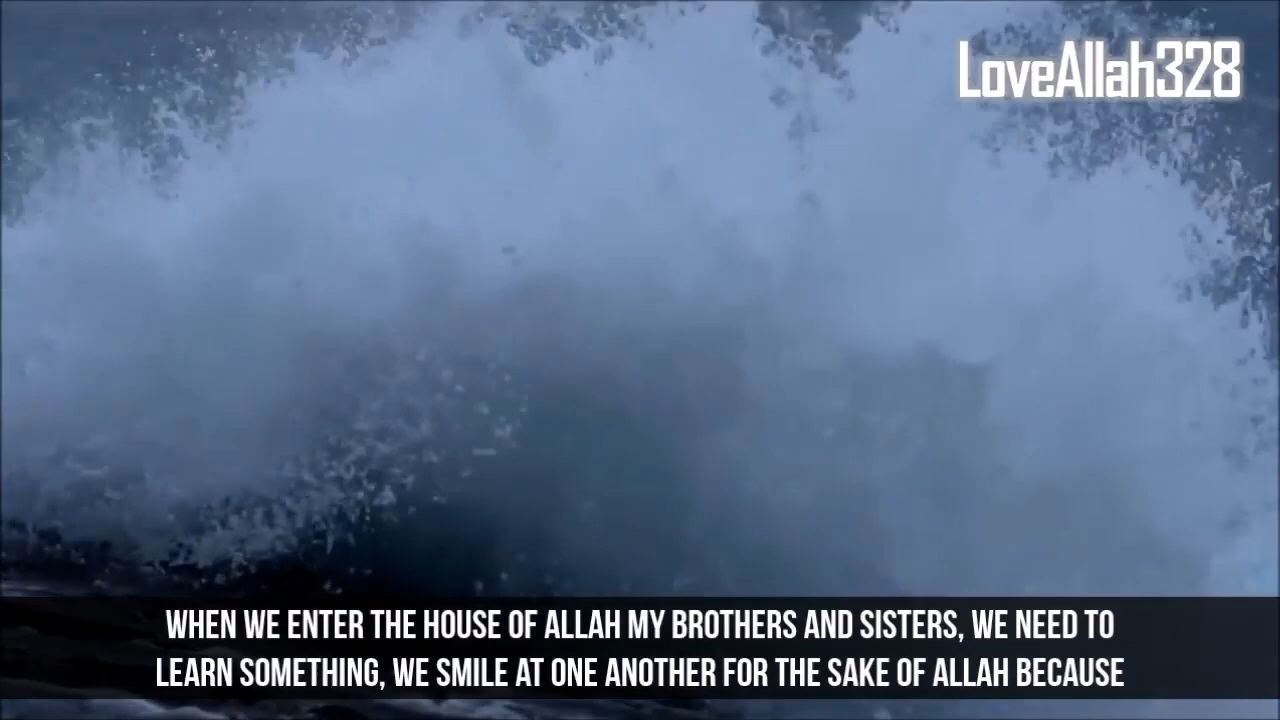 LoveAllah328
WHEN WE ENTER THE HOUSE OF ALLAH MY BROTHERS AND SISTERS, WE NEED TO
LEARN SOMETHING, WE SMILE AT ONE ANOTHER FOR THE SAKE OF ALLAH BECAUSE